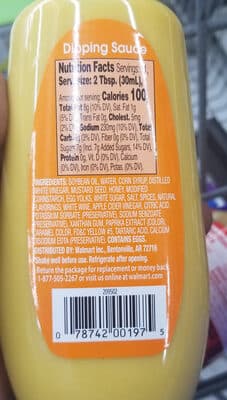 Dipping Sauce
Nutrition Facts Servings:
Serv. size: 2 Tbsp. (30mL),
Amount per serving: Calories 100
Total Fat 8g (10% DV), Sat. Fat 1g
(5% DV), Trans Fat 0g, Cholest. 5mg
(2% DV), Sodium 230mg (10% DV), Total
Carb. (0% DV), Fiber 0g (0% DV), Total
Sugars 7g (Incl. 7g Added Sugars, 14% DV),
Protein 0g, Vit. D (0% DV), Calcium
(0% DV), Iron (0% DV), Potas. (0% DV).
INGREDIENTS: SOYBEAN OIL, WATER, CORN SYRUP, DISTILLED
WHITE VINEGAR, MUSTARD SEED, HONEY, MODIFIED
CORNSTARCH, EGG YOLKS, WHITE SUGAR, SALT, SPICES, NATURAL
FLAVORINGS, WHITE WINE, APPLE CIDER VINEGAR, CITRIC ACID,
POTASSIUM SORBATE (PRESERVATIVE), SODIUM BENZOATE
(PRESERVATIVE), XANTHAN GUM, PAPRIKA EXTRACT (COLOR),
CARAMEL COLOR, FD&C YELLOW #5, TARTARIC ACID, CALCIUM
DISODIUM EDTA (PRESERVATIVE). CONTAINS: EGGS.
DISTRIBUTED BY: Walmart Inc., Bentonville, AR 72716
Shake well before use. Refrigerate after opening.
Return the package for replacement or money back
1-877-505-2267 or visit us online at walmart.com
0 78742 00197 5